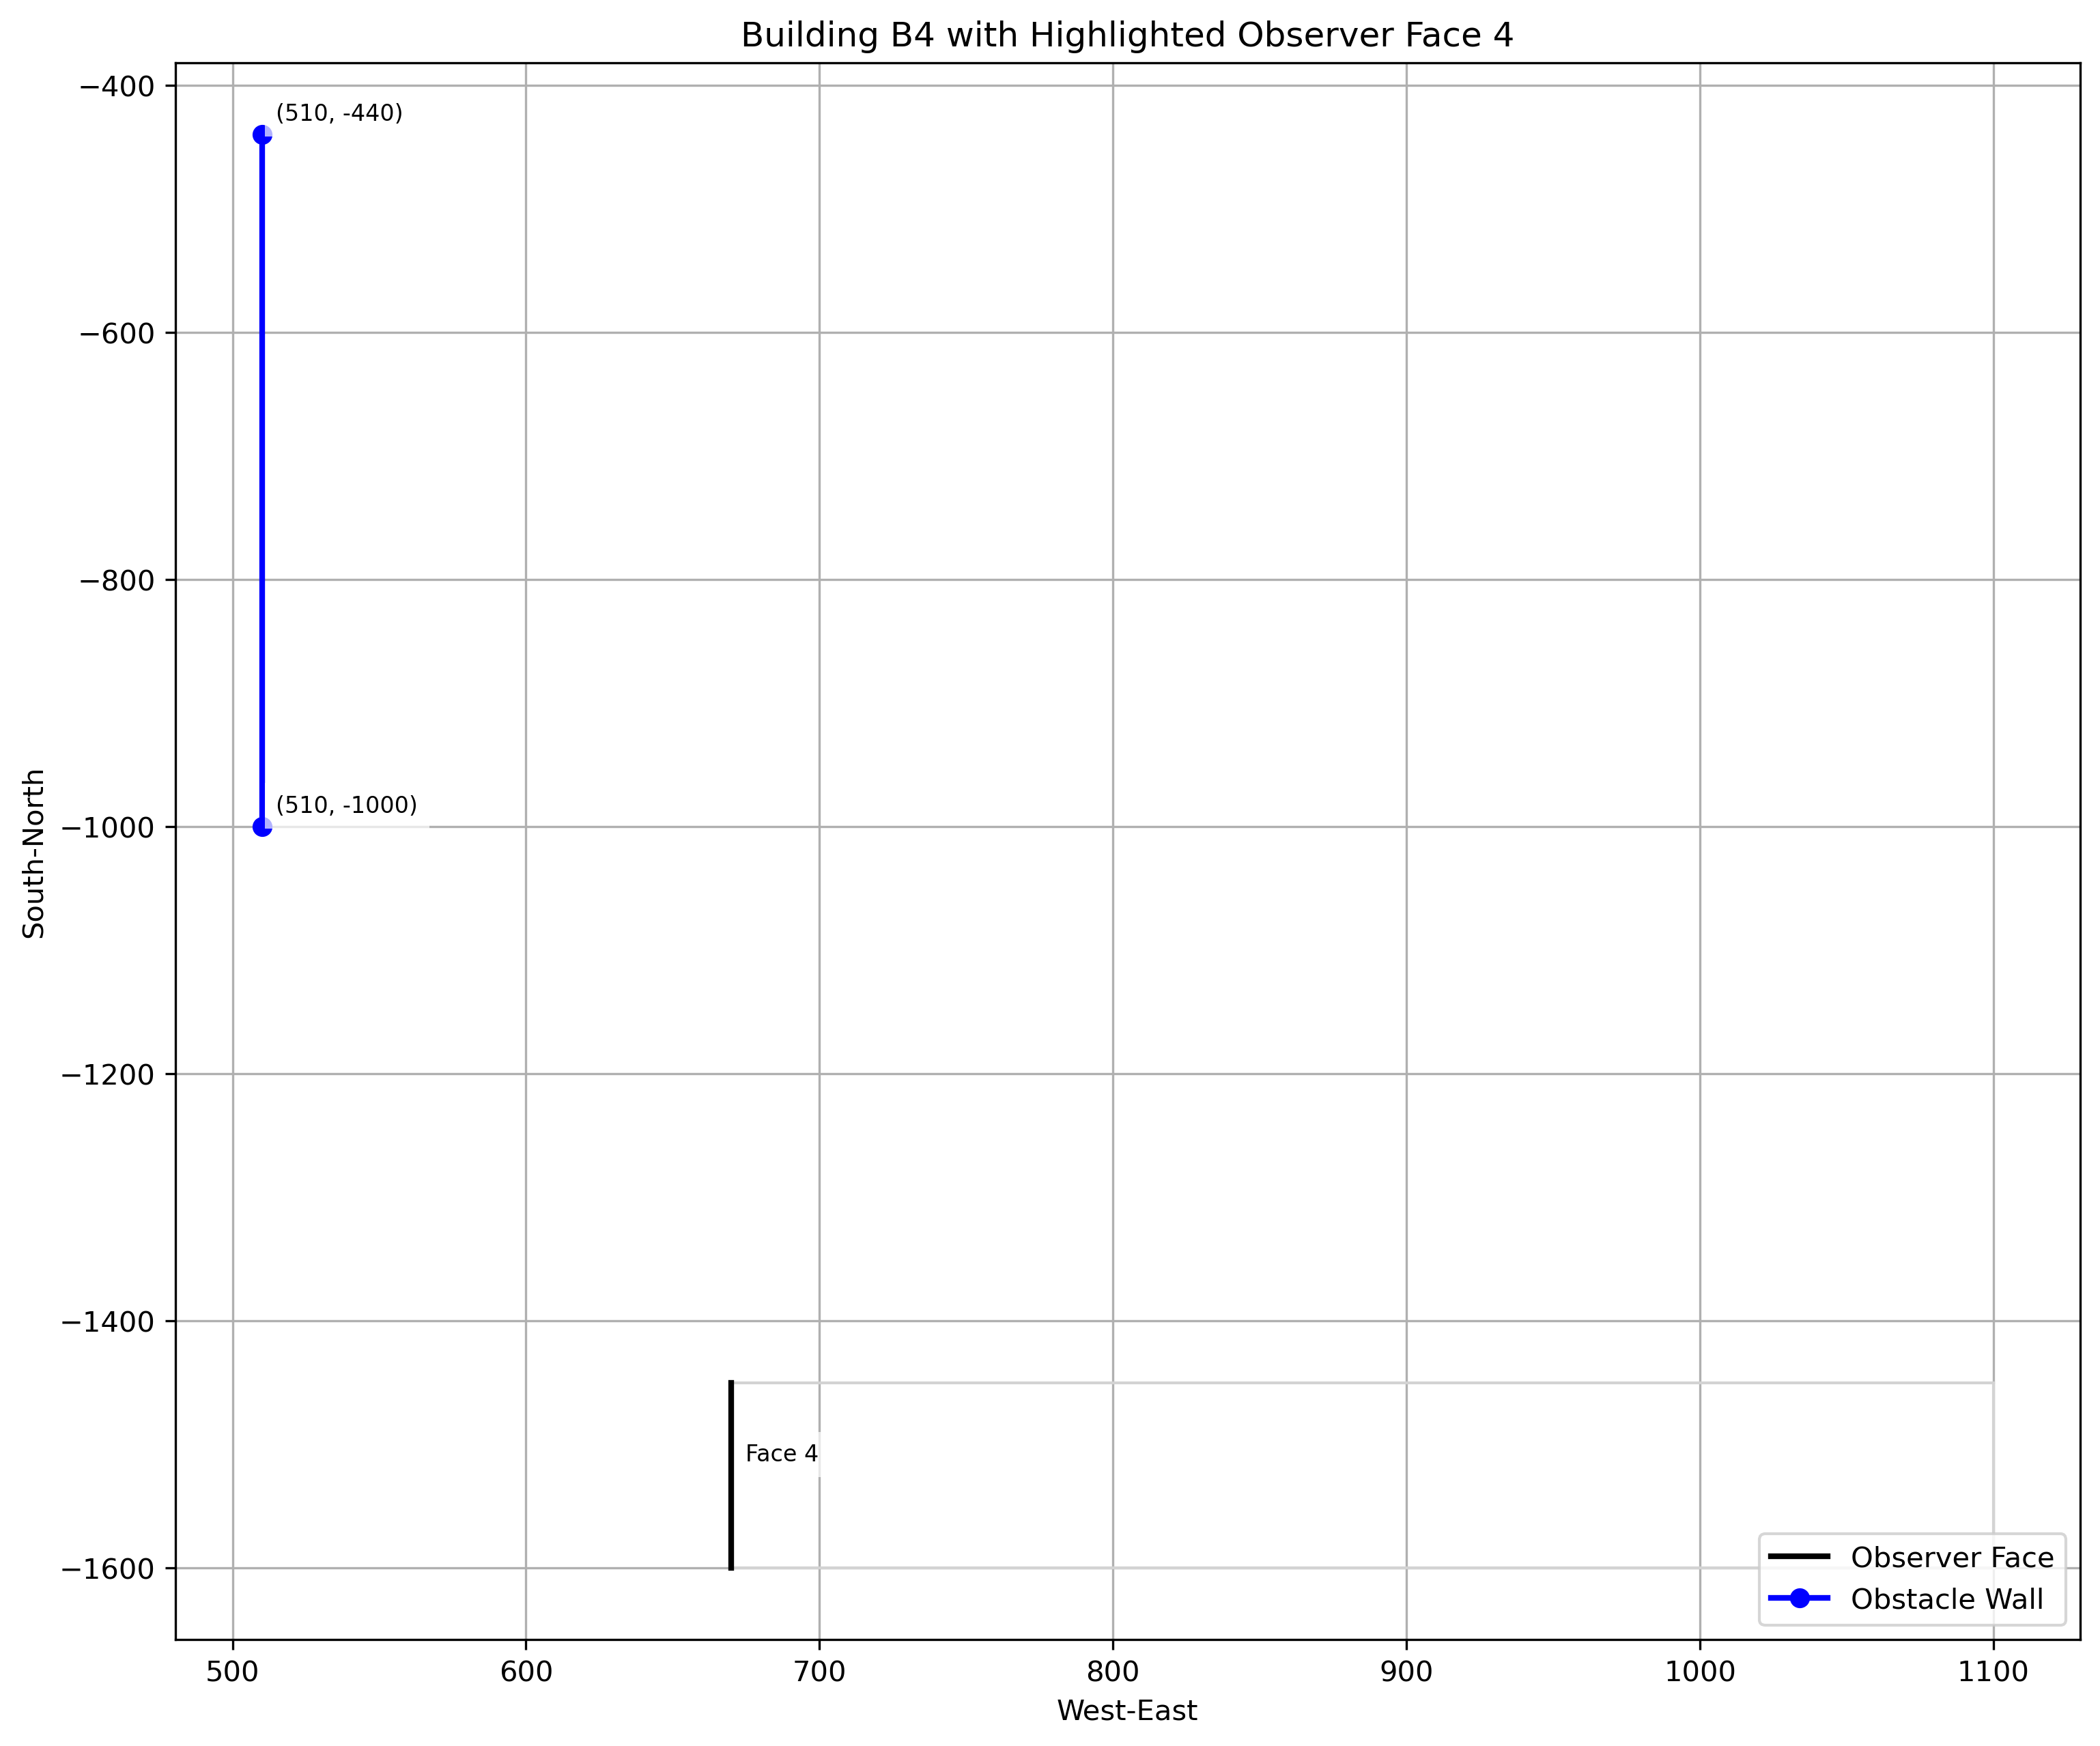 Building B4 with Highlighted Observer Face 4
−400
(510, -440)
−600
−800
(510, -1000)
−1000
South-North
−1200
−1400
Face 4
−1600
Observer Face
Obstacle Wall
500 600 700 800 900 1000 1100
West-East